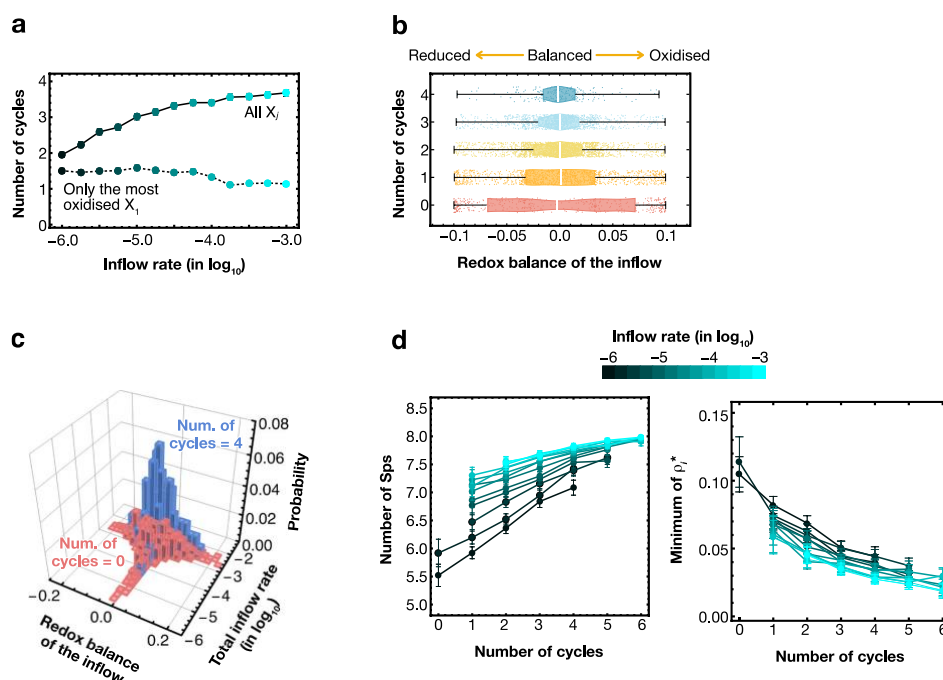 a
Number of cycles
4
3
2
1
0
All Xᵢ
Only the most
oxidised X₁
−6.0
−5.0
−4.0
−3.0
Inflow rate (in log₁₀)
b
Reduced
Balanced
Oxidised
Number of cycles
4
3
2
1
0
−0.1
−0.05
0.0
0.05
0.1
Redox balance of the inflow
c
Num. of
cycles = 4
Num. of
cycles = 0
0.08
0.06
0.04
0.02
0.00
Probability
−0.2
0.0
0.2
Redox balance
of the inflow
−2
−3
−4
−5
−6
Total inflow rate
(in log₁₀)
d
Inflow rate (in log₁₀)
−6
−5
−4
−3
Number of Sps
8.5
8.0
7.5
7.0
6.5
6.0
5.5
5.0
0 1 2 3 4 5 6
Number of cycles
Minimum of ρᵢ*
0.15
0.10
0.05
0.00
0 1 2 3 4 5 6
Number of cycles